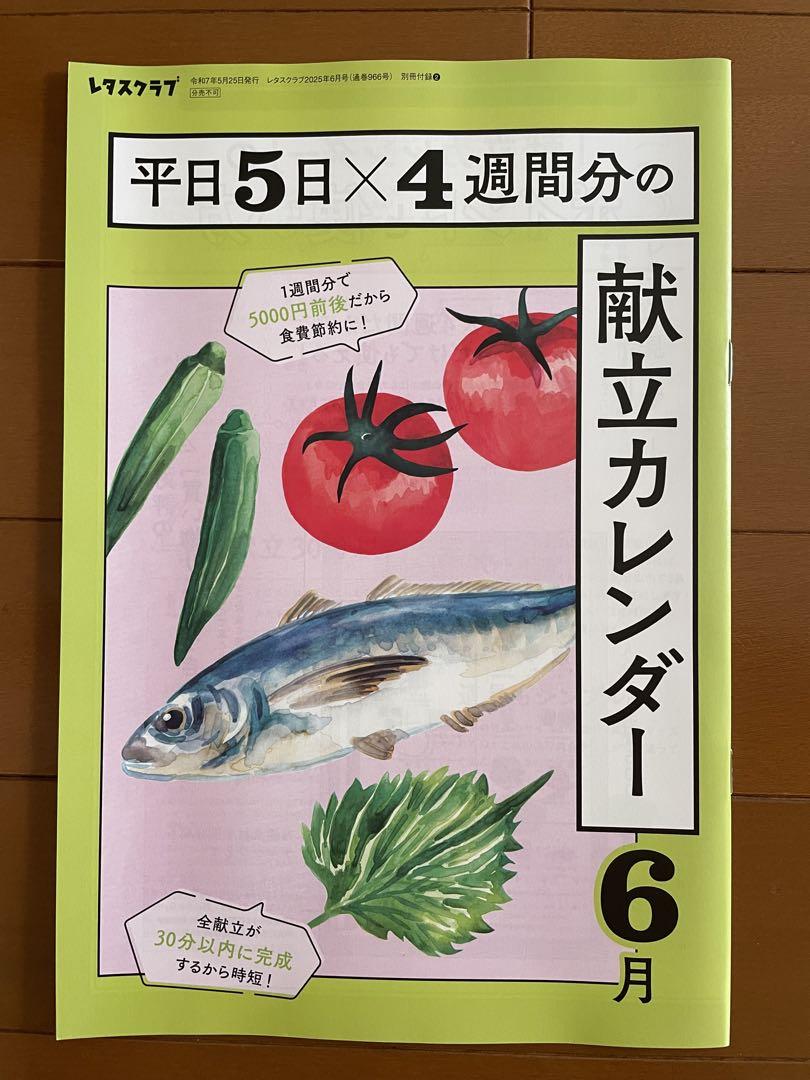 レタスクラブ
令和7年5月25日発行 レタスクラブ2025年6月号(通巻966号) 別冊付録❷
分売不可
平日5日×4週間分の
献立カレンダー
6月
1週間分で
5000円前後だから
食費節約に!
全献立が
30分以内に完成
するから時短!